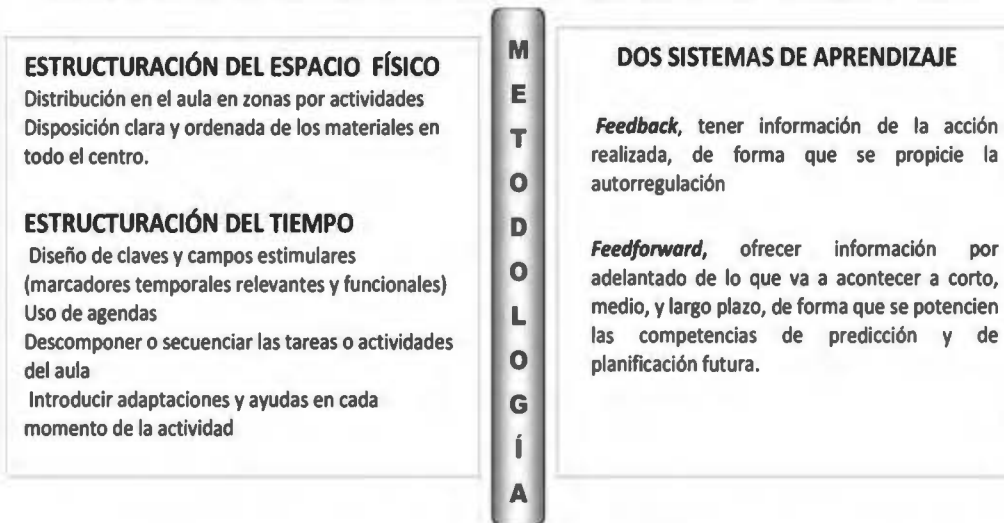 ESTRUCTURACIÓN DEL ESPACIO FÍSICO
Distribución en el aula en zonas por actividades
Disposición clara y ordenada de los materiales en
todo el centro.
ESTRUCTURACIÓN DEL TIEMPO
Diseño de claves y campos estimulares
(marcadores temporales relevantes y funcionales)
Uso de agendas
Descomponer o secuenciar las tareas o actividades
del aula
Introducir adaptaciones y ayudas en cada
momento de la actividad
M
E
T
O
D
O
L
O
G
Í
A
DOS SISTEMAS DE APRENDIZAJE
Feedback, tener información de la acción
realizada, de forma que se propicie la
autorregulación
Feedforward, ofrecer información por
adelantado de lo que va a acontecer a corto,
medio, y largo plazo, de forma que se potencien
las competencias de predicción y de
planificación futura.